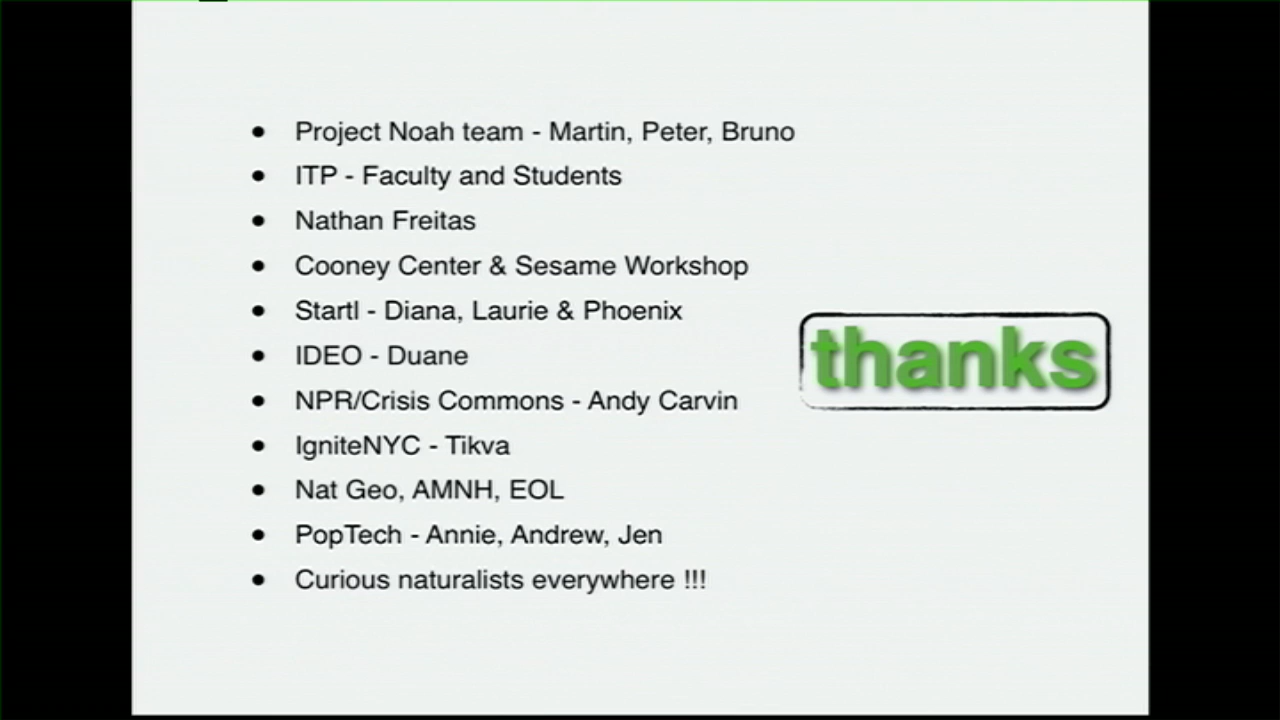 • Project Noah team - Martin, Peter, Bruno
• ITP - Faculty and Students
• Nathan Freitas
• Cooney Center & Sesame Workshop
• Startl - Diana, Laurie & Phoenix
• IDEO - Duane
• NPR/Crisis Commons - Andy Carvin
• IgniteNYC - Tikva
• Nat Geo, AMNH, EOL
• PopTech - Annie, Andrew, Jen
• Curious naturalists everywhere !!!
thanks